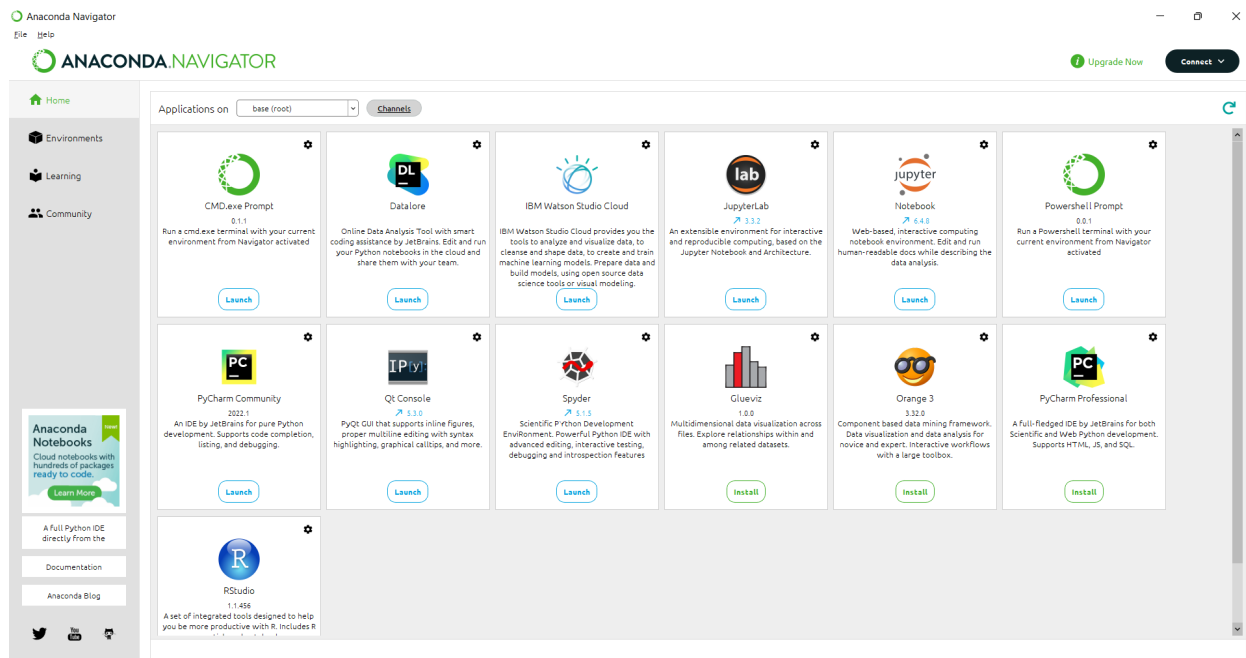 Anaconda Navigator
File Help
ANACONDA.NAVIGATOR
Upgrade Now
Connect
Home
Environments
Learning
Community
Applications on
base (root)
Channels
CMD.exe Prompt
0.1.1
Run a cmd.exe terminal with your current
environment from Navigator activated
Launch
DL
Datalore
Online Data Analysis Tool with smart
coding assistance by JetBrains. Edit and run
your Python notebooks in the cloud and
share them with your team.
Launch
IBM Watson Studio Cloud
IBM Watson Studio Cloud provides you the
tools to analyze and visualize data, to
cleanse and shape data, to create and train
machine learning models. Prepare data and
build models, using open source data
science tools or visual modeling.
Launch
lab
JupyterLab
3.3.2
An extensible environment for interactive
and reproducible computing, based on the
Jupyter Notebook and Architecture.
Launch
jupyter
Notebook
6.4.8
Web-based, interactive computing
notebook environment. Edit and run
human-readable docs while describing the
data analysis.
Launch
Powershell Prompt
0.0.1
Run a Powershell terminal with your
current environment from Navigator
activated
Launch
PC
PyCharm Community
2022.1
An IDE by JetBrains for pure Python
development. Supports code completion,
listing, and debugging.
Launch
IP[y]:
Qt Console
5.3.0
PyQt GUI that supports inline figures,
proper multiline editing with syntax
highlighting, graphical calltips, and more.
Launch
Spyder
5.1.5
Scientific PYthon Development
EnviRonment. Powerful Python IDE with
advanced editing, interactive testing,
debugging and introspection features
Launch
Glueviz
1.0.0
Multidimensional data visualization across
files. Explore relationships within and
among related datasets
Install
Orange 3
3.32.0
Component based data mining framework.
Data visualization and data analysis for
novice and expert. Interactive workflows
with a large toolbox.
Install
PC
PyCharm Professional
A full-fledged IDE by JetBrains for both
Scientific and Web Python development.
Supports HTML, JS, and SQL.
Install
R
RStudio
1.1.456
A set of integrated tools designed to help
you be more productive with R. Includes R
Anaconda
Notebooks
Cloud notebooks with
hundreds of packages
ready to code.
Learn More
A full Python IDE
directly from the
Documentation
Anaconda Blog
You
Tube